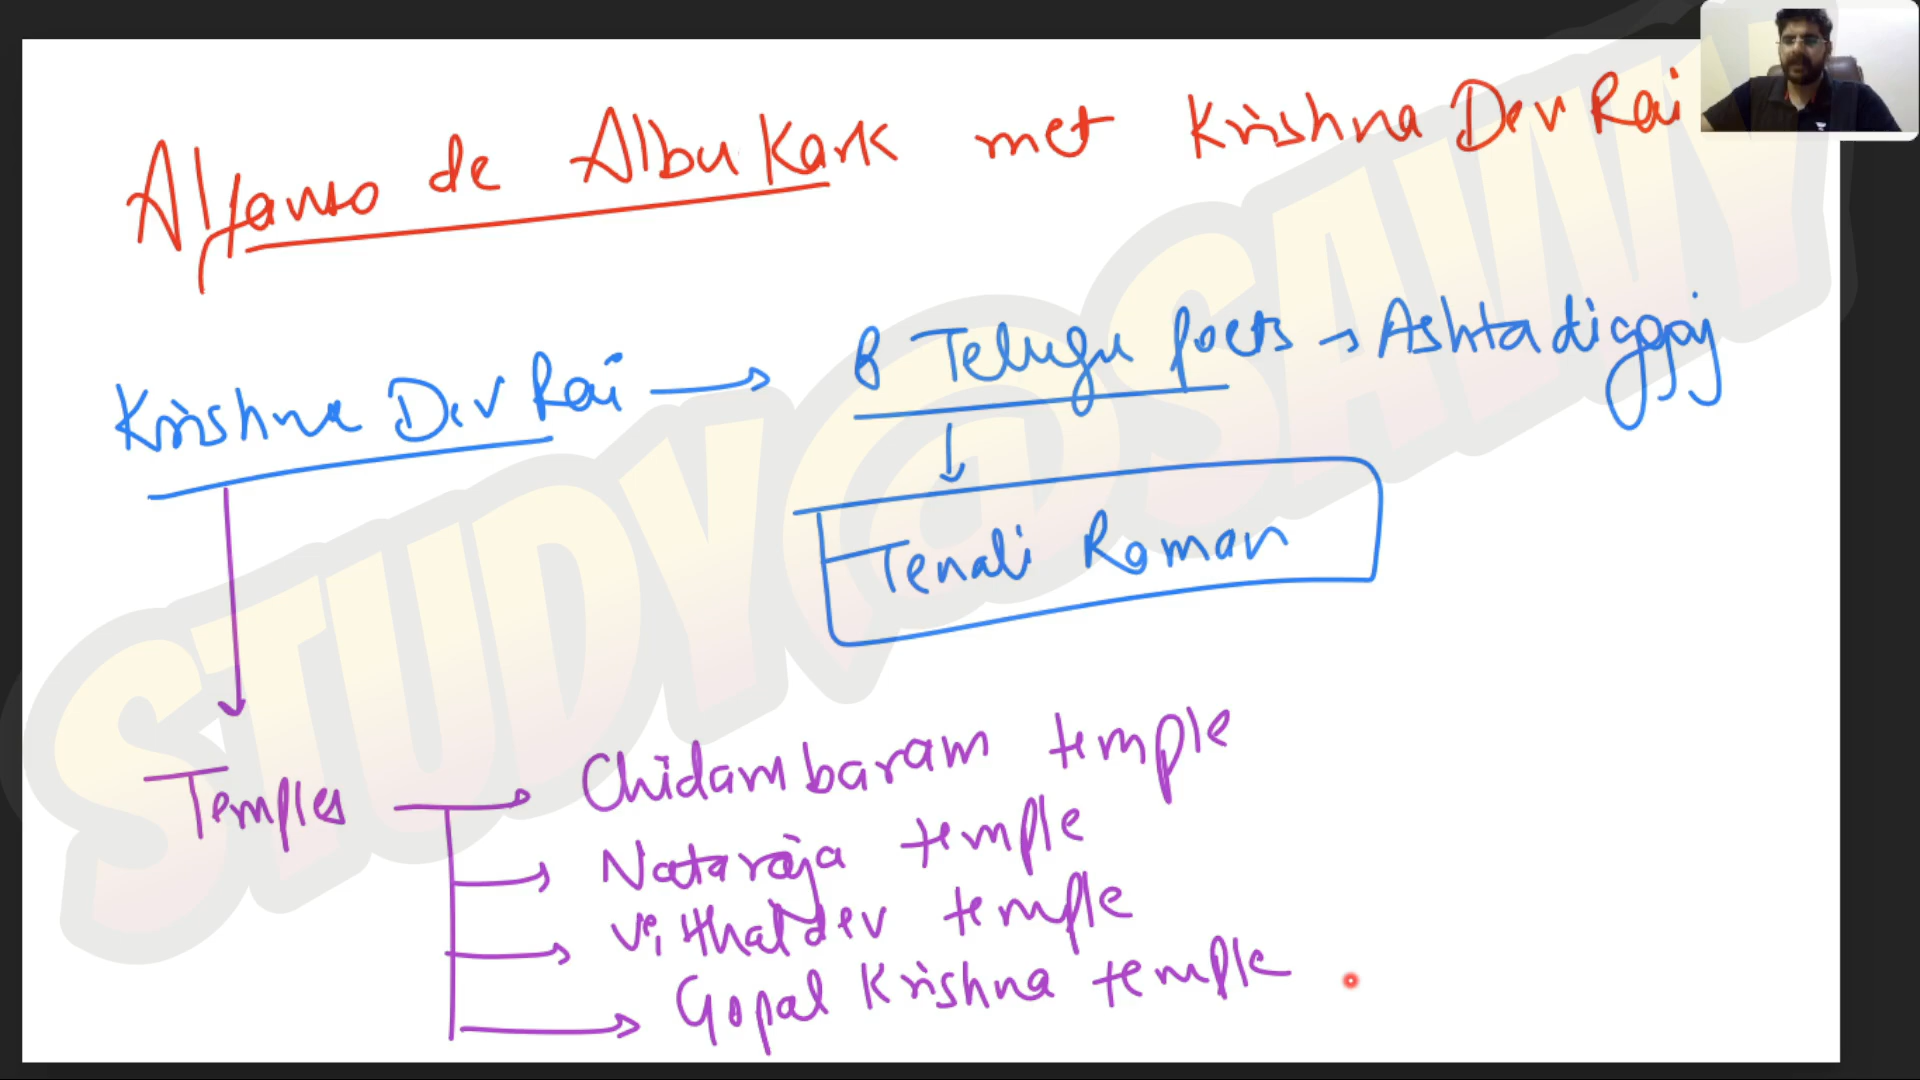 Alfanso de AlbuKark met Krishna Dev Rai
Krishna Dev Rai → 8 Telugu Poets → Ashtadiggaj
↓
Tenali Raman
Temples → Chidambaram temple
→ Nataraja temple
→ Vitthaldev temple
→ Gopal Krishna temple
STUDY@SAVVY